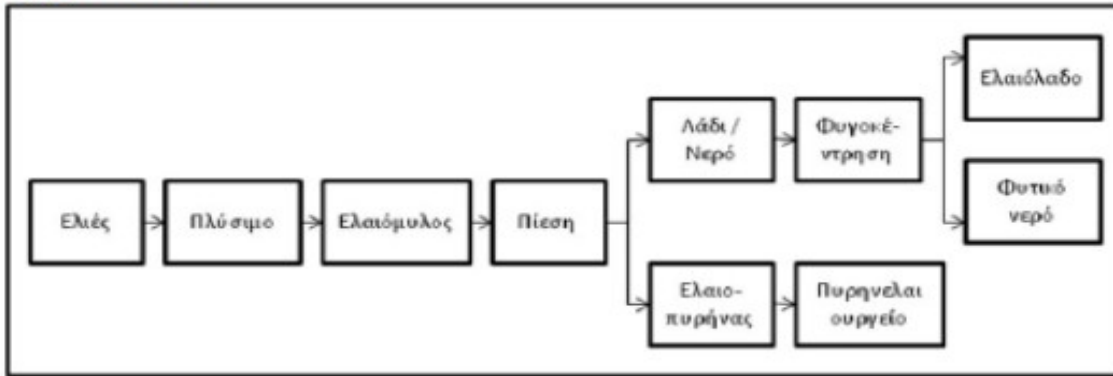 Ελιές
Πλύσιμο
Ελαιόμυλος
Πίεση
Λάδι /
Νερό
Φυγοκέ-
ντρηση
Ελαιόλαδο
Φυτικό
νερό
Ελαιο-
πυρήνας
Πυρηνελαι
ουργείο